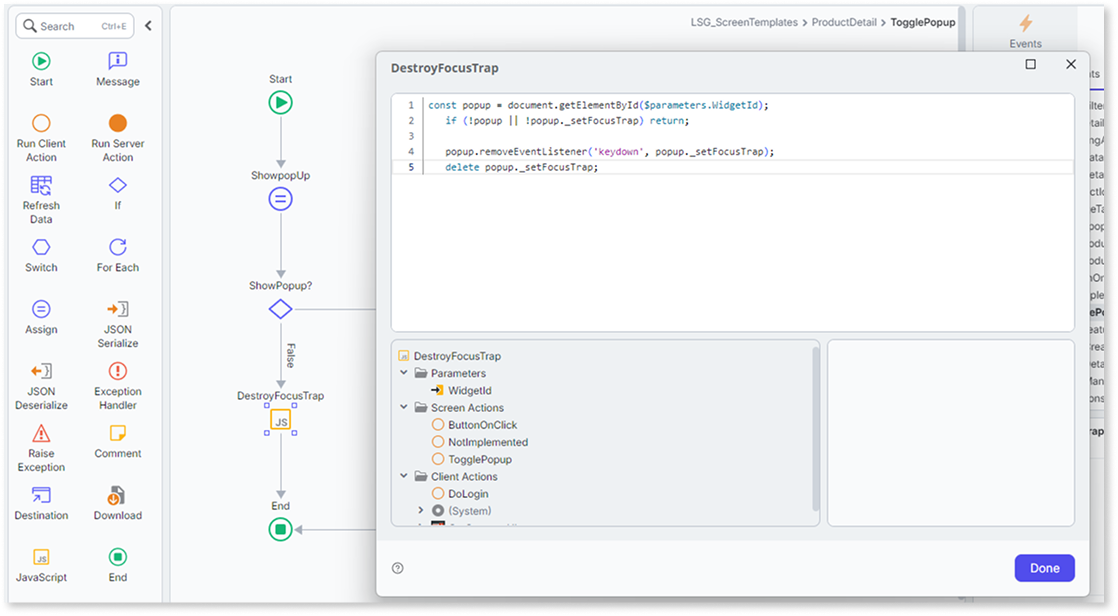 Search Ctrl+E
Start
Message
Run Client
Action
Run Server
Action
Refresh
Data
If
Switch
For Each
Assign
JSON
Serialize
JSON
Deserialize
Exception
Handler
Raise
Exception
Comment
Destination
Download
JavaScript
End
LSG_ScreenTemplates > ProductDetail > TogglePopup
Events
Start
ShowpopUp
ShowPopup?
False
DestroyFocusTrap
JS
End
DestroyFocusTrap
1 const popup = document.getElementById($parameters.WidgetId);
2 if (!popup || !popup._setFocusTrap) return;
3
4 popup.removeEventListener('keydown', popup._setFocusTrap);
5 delete popup._setFocusTrap;
DestroyFocusTrap
Parameters
WidgetId
Screen Actions
ButtonOnClick
NotImplemented
TogglePopup
Client Actions
DoLogin
(System)
Done